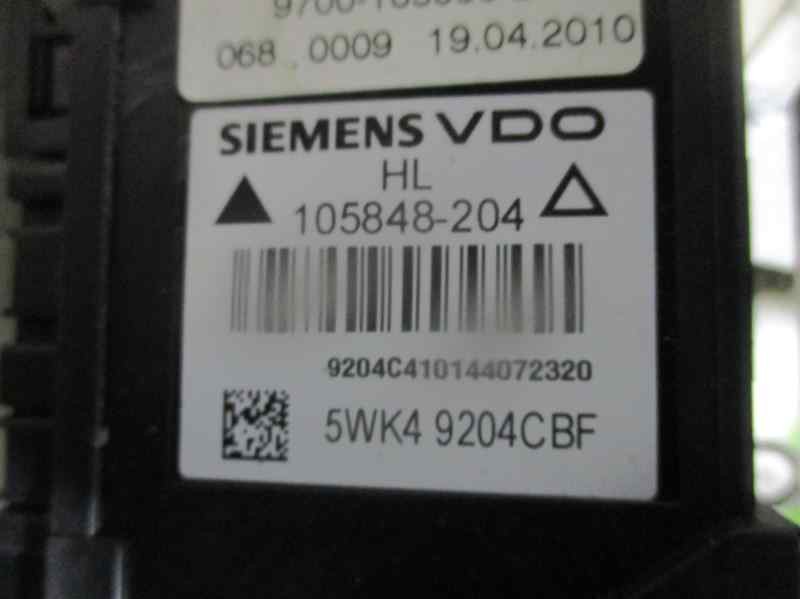 068 0009 19.04.2010
SIEMENS VDO
HL
105848-204
9204C410144072320
5WK4 9204CBF